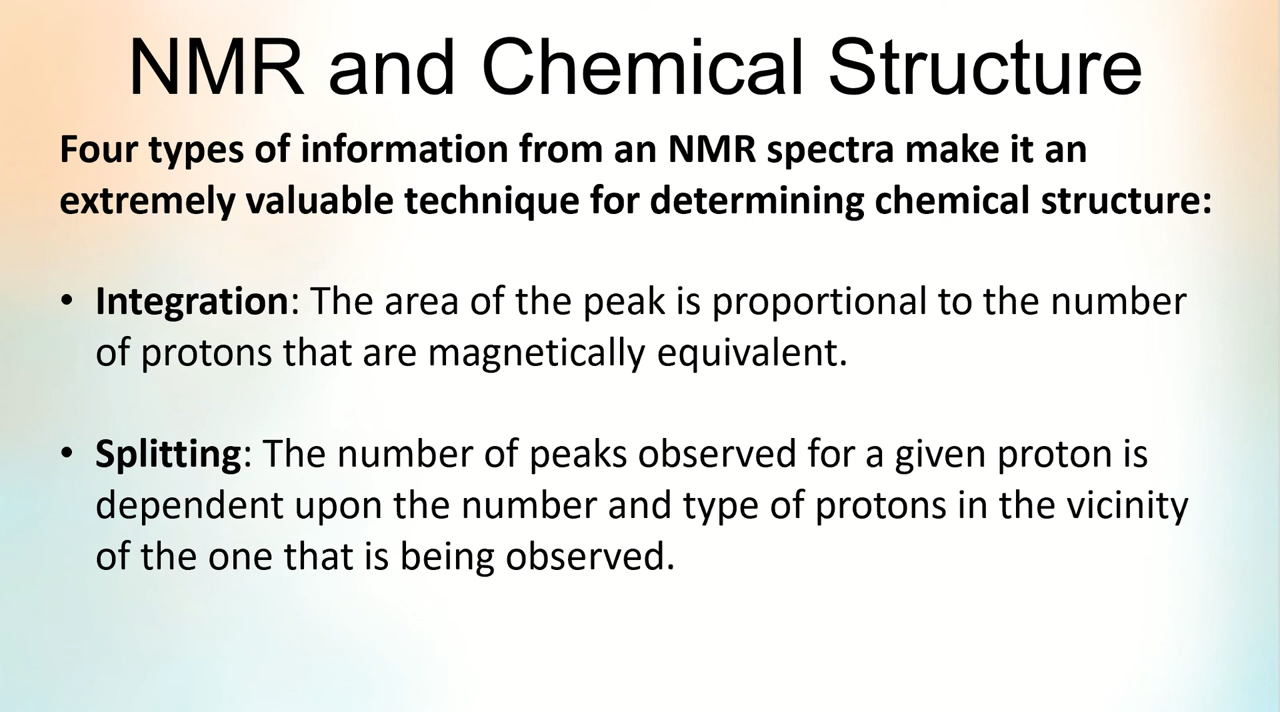 NMR and Chemical Structure
Four types of information from an NMR spectra make it an
extremely valuable technique for determining chemical structure:
• Integration: The area of the peak is proportional to the number
of protons that are magnetically equivalent.
• Splitting: The number of peaks observed for a given proton is
dependent upon the number and type of protons in the vicinity
of the one that is being observed.